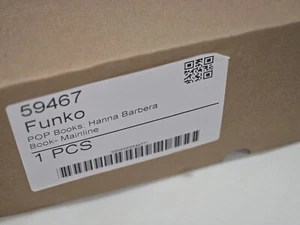 59467
Funko
POP Books: Hanna Barbera
Book- Mainline
1 PCS